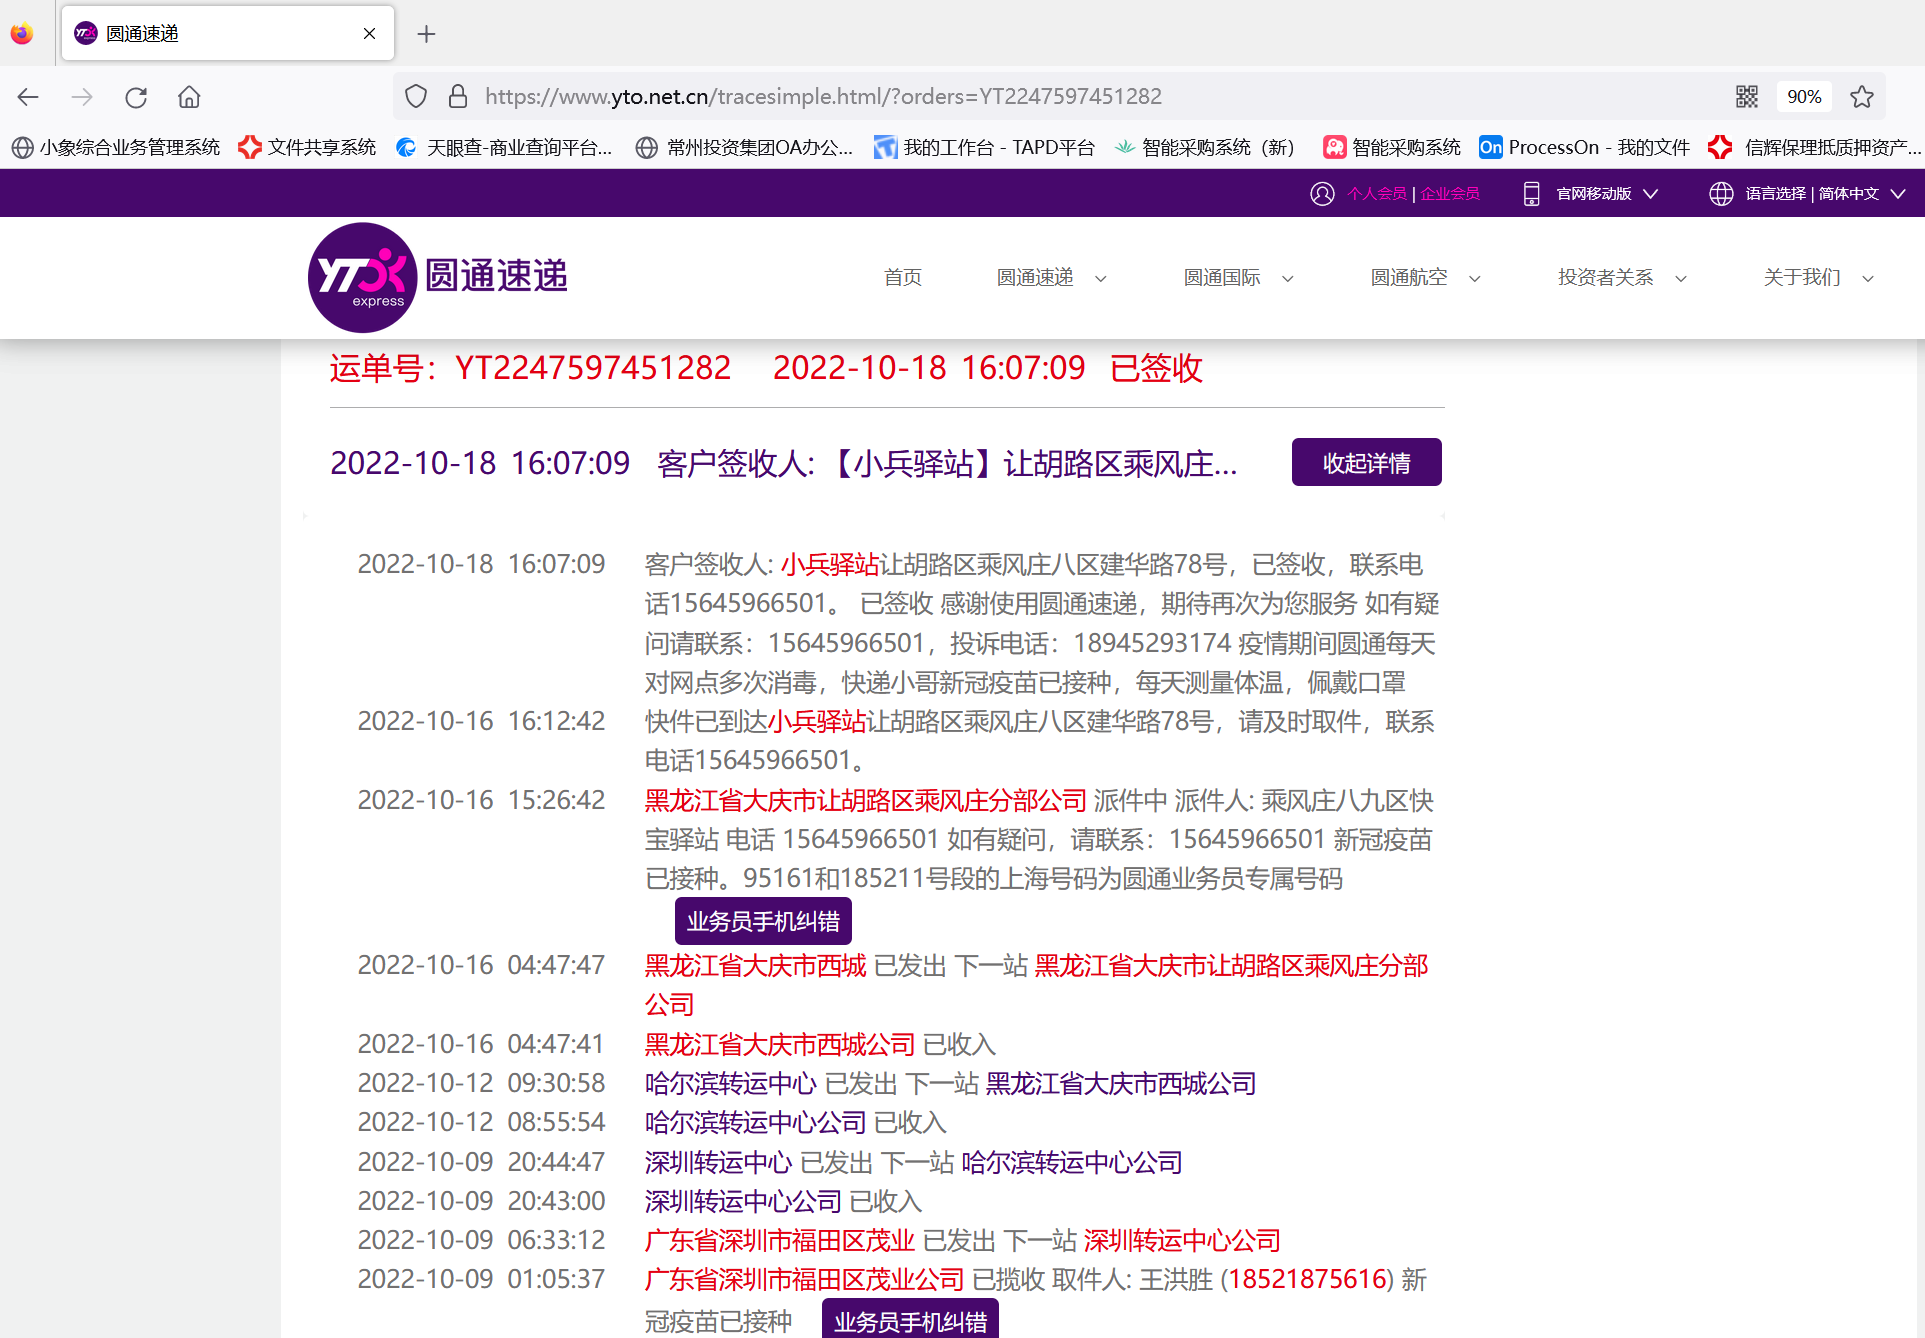 圆通速递
https://www.yto.net.cn/tracesimple.html/?orders=YT2247597451282
90%
小象综合业务管理系统 文件共享系统 天眼查-商业查询平台... 常州投资集团OA办公... 我的工作台 - TAPD平台 智能采购系统（新） 智能采购系统 On ProcessOn - 我的文件 信辉保理抵质押资产...
个人会员 | 企业会员 官网移动版 语言选择 | 简体中文
YTO express 圆通速递 首页 圆通速递 圆通国际 圆通航空 投资者关系 关于我们
运单号：YT2247597451282 2022-10-18 16:07:09 已签收
2022-10-18 16:07:09 客户签收人: 【小兵驿站】让胡路区乘风庄... 收起详情
2022-10-18 16:07:09 客户签收人: 小兵驿站让胡路区乘风庄八区建华路78号，已签收，联系电
话15645966501。 已签收 感谢使用圆通速递，期待再次为您服务 如有疑
问请联系：15645966501，投诉电话：18945293174 疫情期间圆通每天
对网点多次消毒，快递小哥新冠疫苗已接种，每天测量体温，佩戴口罩
2022-10-16 16:12:42 快件已到达小兵驿站让胡路区乘风庄八区建华路78号，请及时取件，联系
电话15645966501。
2022-10-16 15:26:42 黑龙江省大庆市让胡路区乘风庄分部公司 派件中 派件人: 乘风庄八九区快
宝驿站 电话 15645966501 如有疑问，请联系：15645966501 新冠疫苗
已接种。95161和185211号段的上海号码为圆通业务员专属号码
业务员手机纠错
2022-10-16 04:47:47 黑龙江省大庆市西城 已发出 下一站 黑龙江省大庆市让胡路区乘风庄分部
公司
2022-10-16 04:47:41 黑龙江省大庆市西城公司 已收入
2022-10-12 09:30:58 哈尔滨转运中心 已发出 下一站 黑龙江省大庆市西城公司
2022-10-12 08:55:54 哈尔滨转运中心公司 已收入
2022-10-09 20:44:47 深圳转运中心 已发出 下一站 哈尔滨转运中心公司
2022-10-09 20:43:00 深圳转运中心公司 已收入
2022-10-09 06:33:12 广东省深圳市福田区茂业 已发出 下一站 深圳转运中心公司
2022-10-09 01:05:37 广东省深圳市福田区茂业公司 已揽收 取件人: 王洪胜 (18521875616) 新
冠疫苗已接种 业务员手机纠错